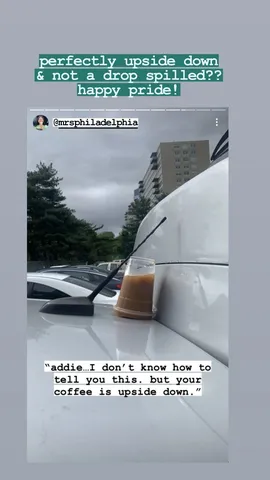 perfectly upside down
& not a drop spilled??
happy pride!
@mrsphiladelphia
“addie…I don’t know how to
tell you this. but your
coffee is upside down.”